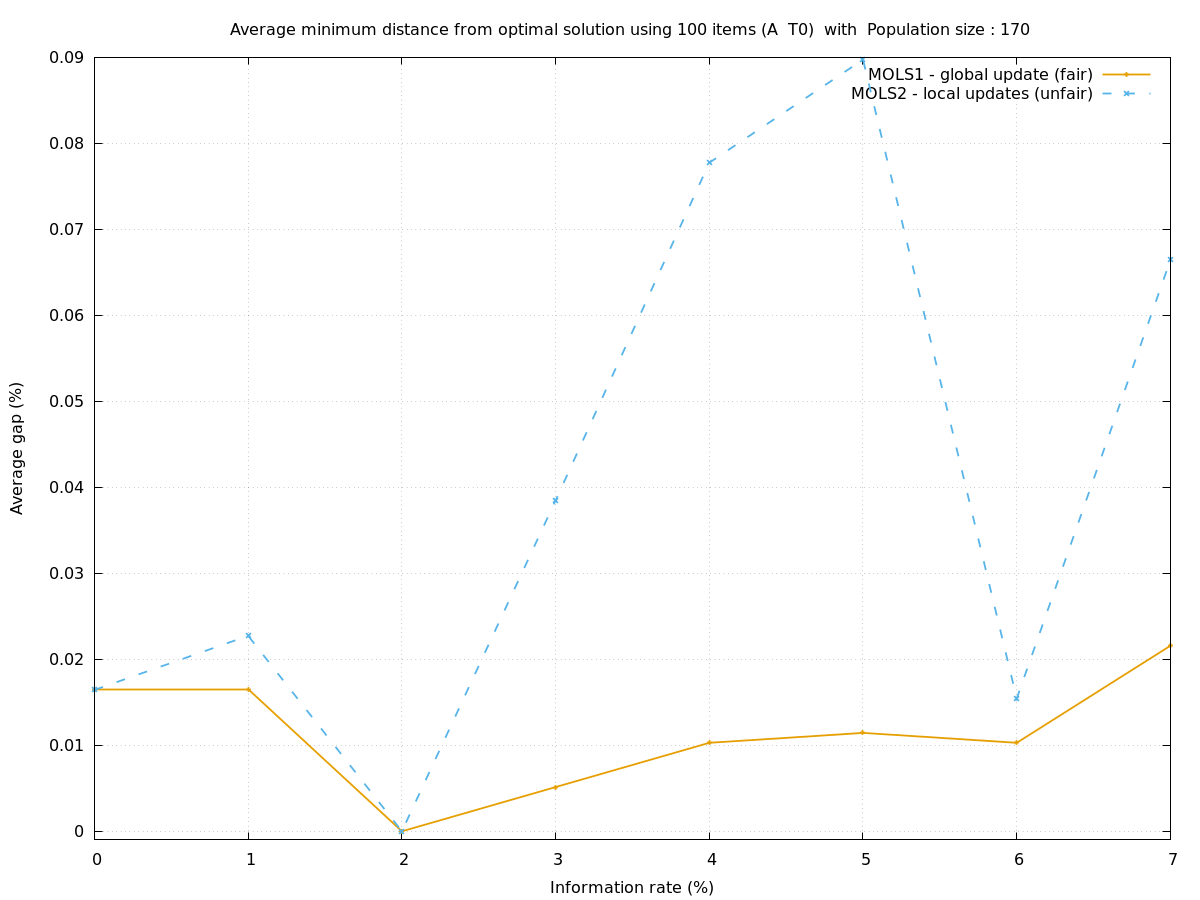 Average minimum distance from optimal solution using 100 items (A  T0)  with  Population size : 170
MOLS1 - global update (fair)
MOLS2 - local updates (unfair)
Average gap (%)
0.09
0.08
0.07
0.06
0.05
0.04
0.03
0.02
0.01
0
0 1 2 3 4 5 6 7
Information rate (%)